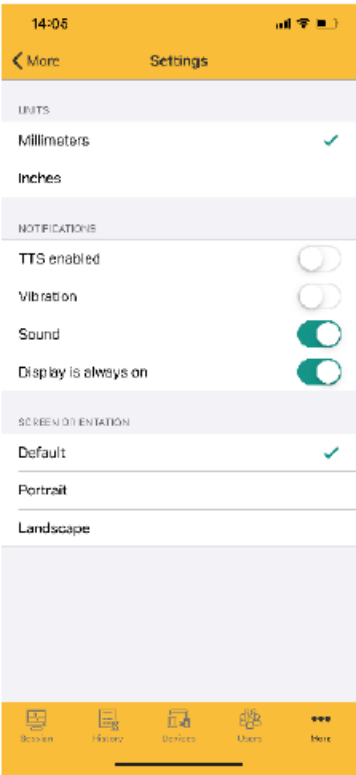 14:05
More Settings
UNITS
Millimeters
Inches
NOTIFICATIONS
TTS enabled
Vibration
Sound
Display is always on
SCREEN ORIENTATION
Default
Portrait
Landscape
Session History Devices Users More